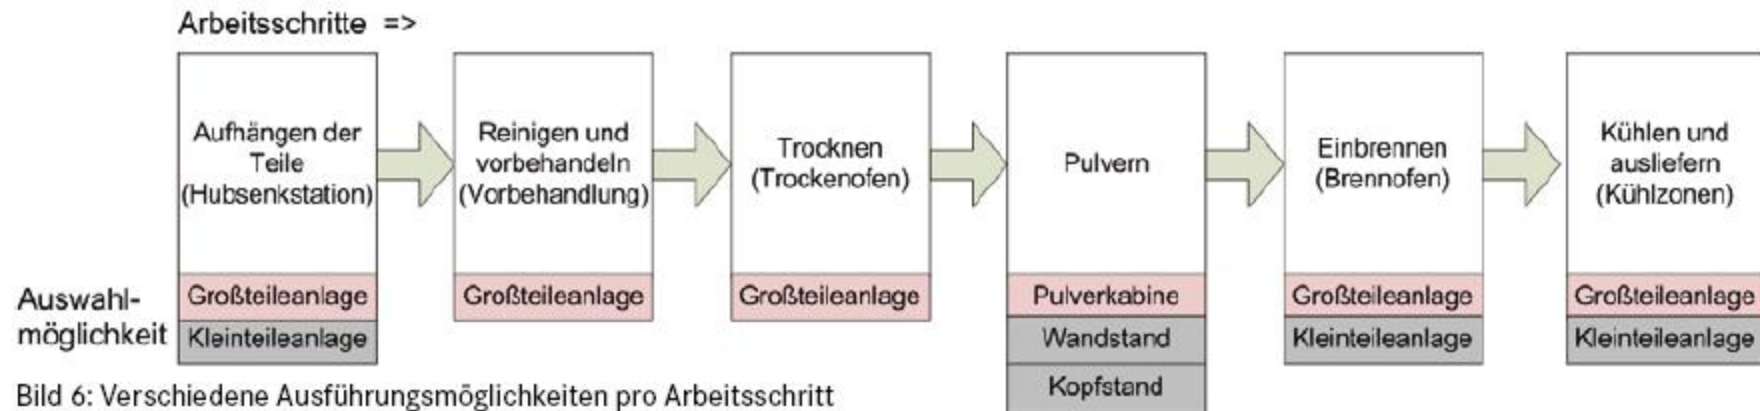 Arbeitsschritte =>
Aufhängen der
Teile
(Hubsenkstation)
Reinigen und
vorbehandeln
(Vorbehandlung)
Trocknen
(Trockenofen)
Pulvern
Einbrennen
(Brennofen)
Kühlen und
ausliefern
(Kühlzonen)
Auswahl-
möglichkeit
Großteileanlage
Kleinteileanlage
Großteileanlage
Großteileanlage
Pulverkabine
Wandstand
Kopfstand
Großteileanlage
Kleinteileanlage
Großteileanlage
Kleinteileanlage
Bild 6: Verschiedene Ausführungsmöglichkeiten pro Arbeitsschritt